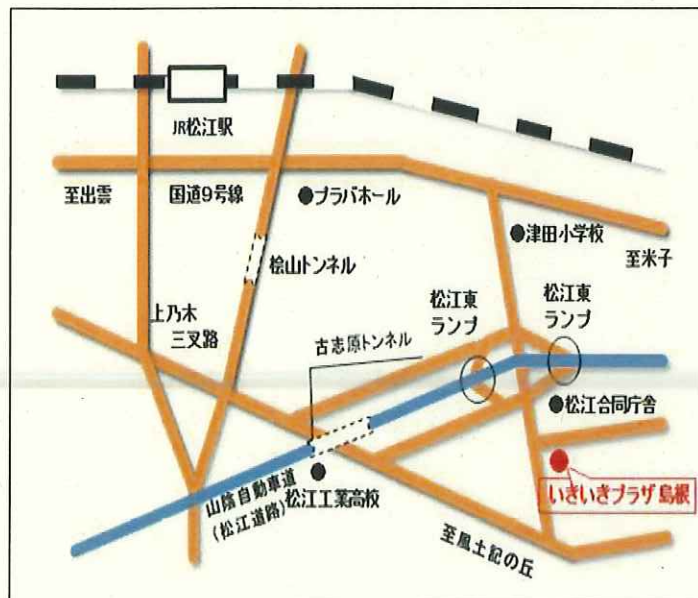 JR松江駅
至出雲
国道9号線
プラバホール
津田小学校
至米子
桧山トンネル
松江東
ランプ
松江東
ランプ
上乃木
三叉路
古志原トンネル
松江合同庁舎
いきいきプラザ島根
山陰自動車道
(松江道路)
松江工業高校
至風土記の丘